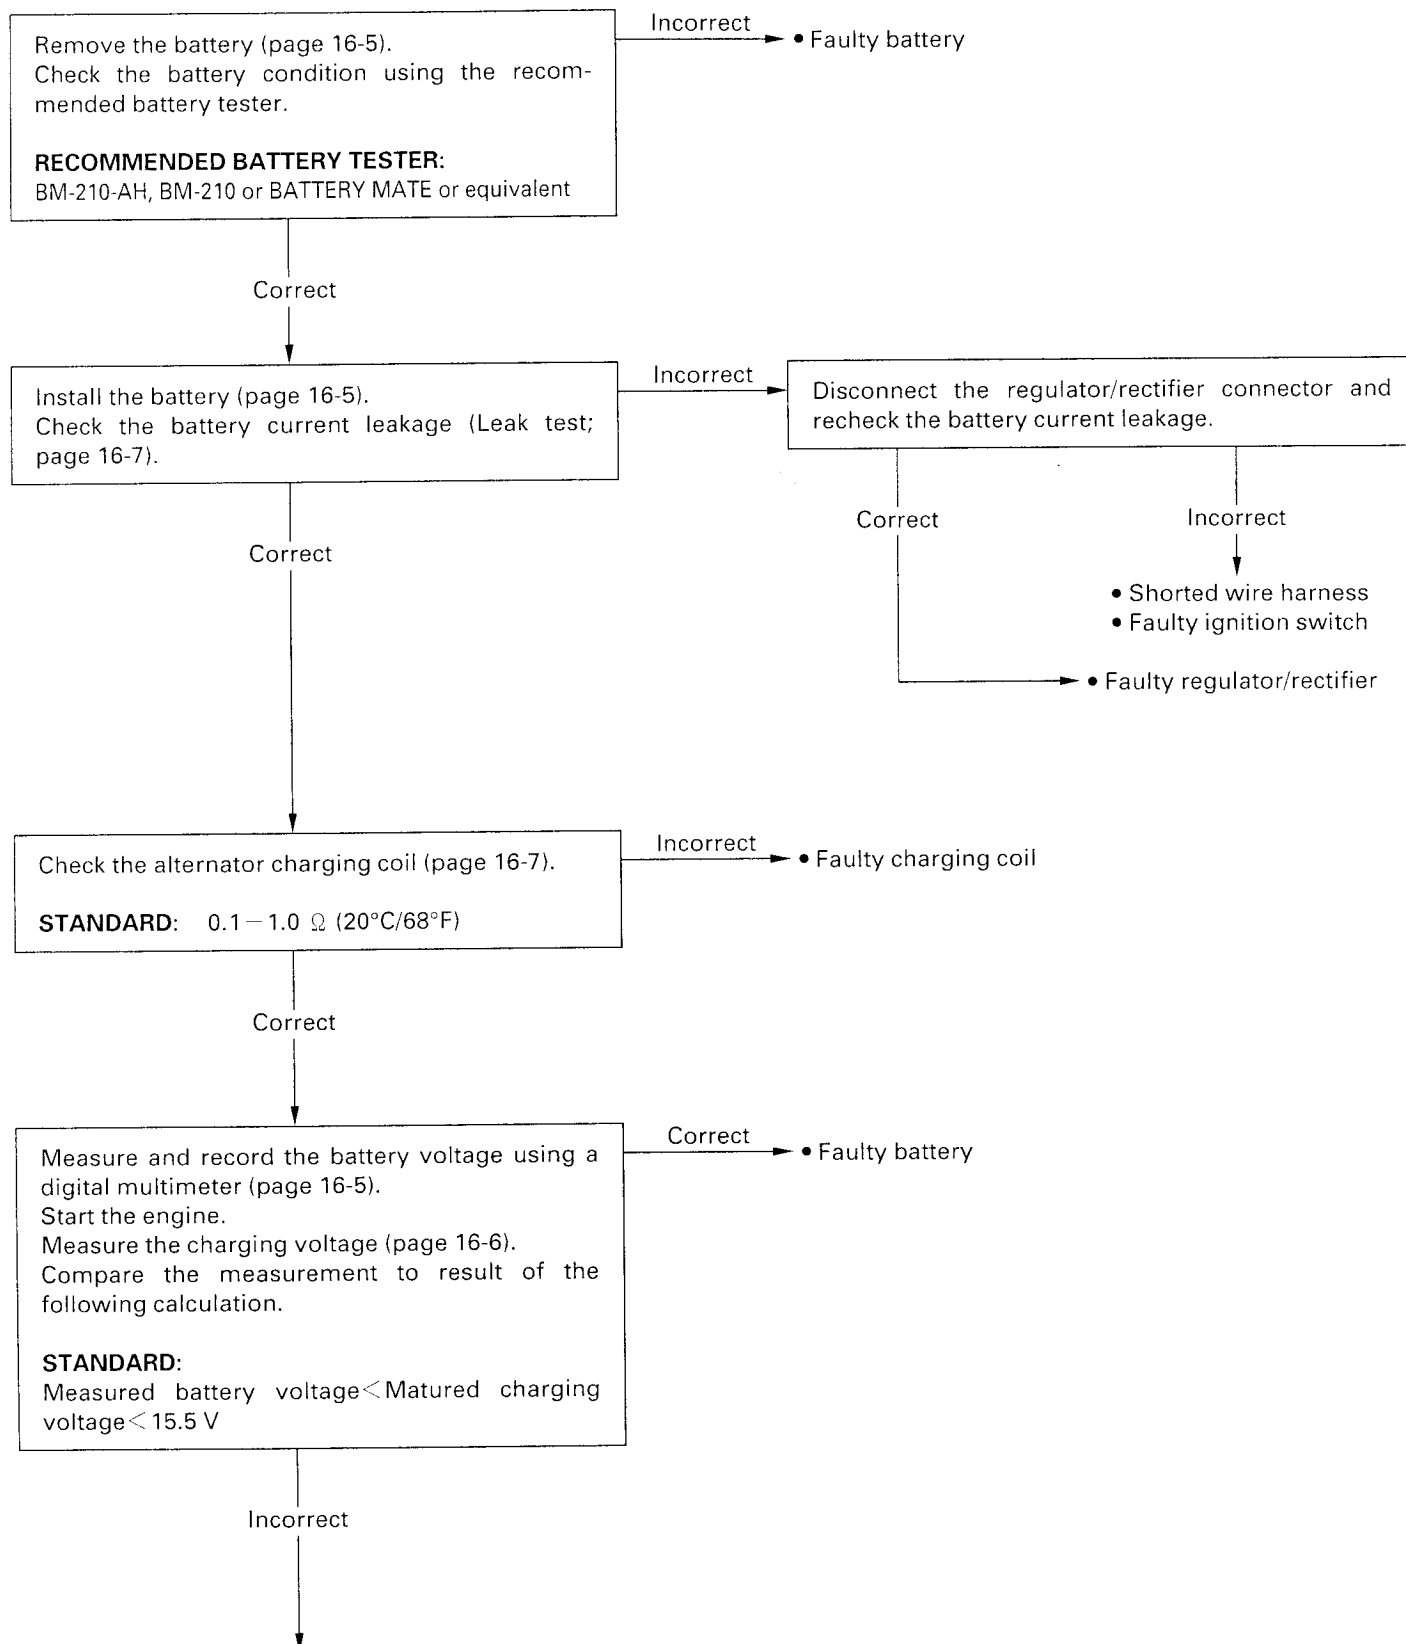 Incorrect
Remove the battery (page 16-5).
Check the battery condition using the recom-
mended battery tester.
RECOMMENDED BATTERY TESTER:
BM-210-AH, BM-210 or BATTERY MATE or equivalent
• Faulty battery
Correct
Install the battery (page 16-5).
Check the battery current leakage (Leak test;
page 16-7).
Incorrect
Disconnect the regulator/rectifier connector and
recheck the battery current leakage.
Correct
Incorrect
• Shorted wire harness
• Faulty ignition switch
• Faulty regulator/rectifier
Correct
Check the alternator charging coil (page 16-7).
STANDARD: 0.1－1.0 Ω (20°C/68°F)
Incorrect
• Faulty charging coil
Correct
Measure and record the battery voltage using a
digital multimeter (page 16-5).
Start the engine.
Measure the charging voltage (page 16-6).
Compare the measurement to result of the
following calculation.
STANDARD:
Measured battery voltage＜Matured charging
voltage＜15.5 V
Correct
• Faulty battery
Incorrect